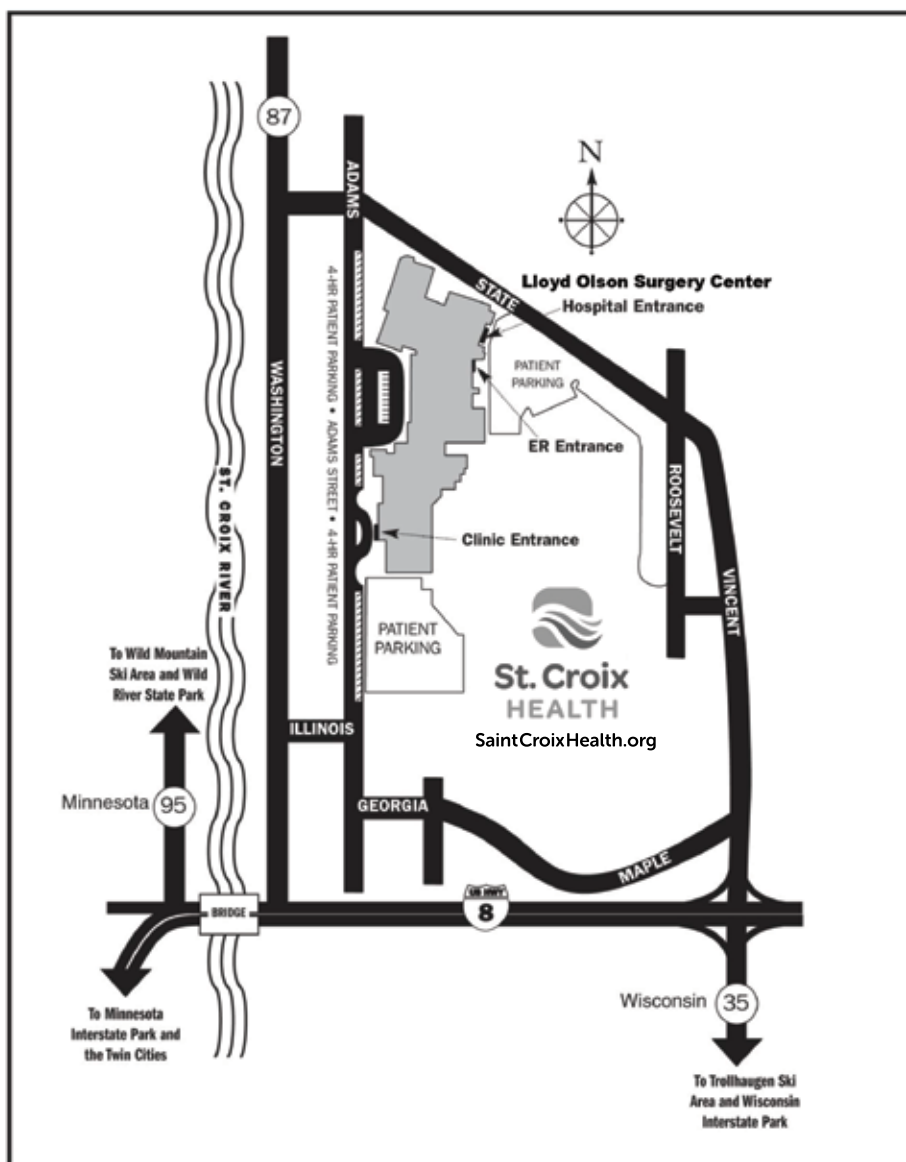 87
N
ADAMS
STATE
Lloyd Olson Surgery Center
Hospital Entrance
PATIENT
PARKING
ER Entrance
WASHINGTON
4-HR PATIENT PARKING • ADAMS STREET • 4-HR PATIENT PARKING
ROOSEVELT
ST. CROIX RIVER
Clinic Entrance
VINCENT
PATIENT
PARKING
St. Croix
HEALTH
SaintCroixHealth.org
To Wild Mountain
Ski Area and Wild
River State Park
ILLINOIS
Minnesota 95
GEORGIA
MAPLE
US HWY
8
BRIDGE
Wisconsin 35
To Minnesota
Interstate Park and
the Twin Cities
To Trollhaugen Ski
Area and Wisconsin
Interstate Park